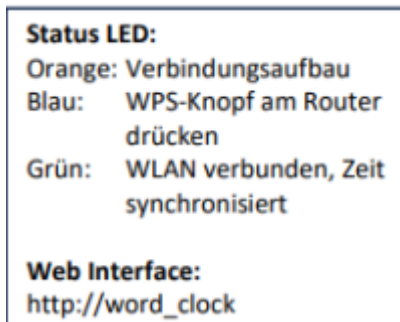 Status LED:
Orange: Verbindungsaufbau
Blau: WPS-Knopf am Router
drücken
Grün: WLAN verbunden, Zeit
synchronisiert
Web Interface:
http://word_clock